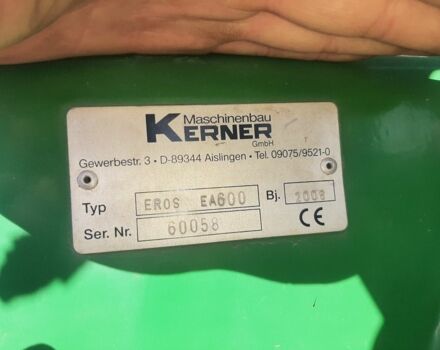 Maschinenbau
KERNER
GmbH
Gewerbestr. 3 • D-89344 Aislingen • Tel. 09075/9521-0
Typ EROS EA600 Bj. 2008
Ser. Nr. 60058 CE